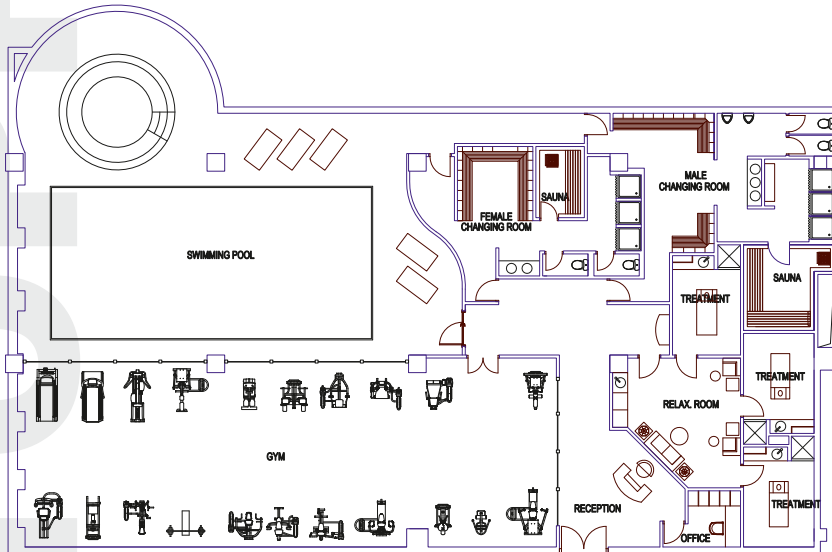 MALE
CHANGING ROOM
SAUNA
FEMALE
CHANGING ROOM
SWIMMING POOL
SAUNA
TREATMENT
TREATMENT
RELAX. ROOM
GYM
RECEPTION
TREATMENT
OFFICE